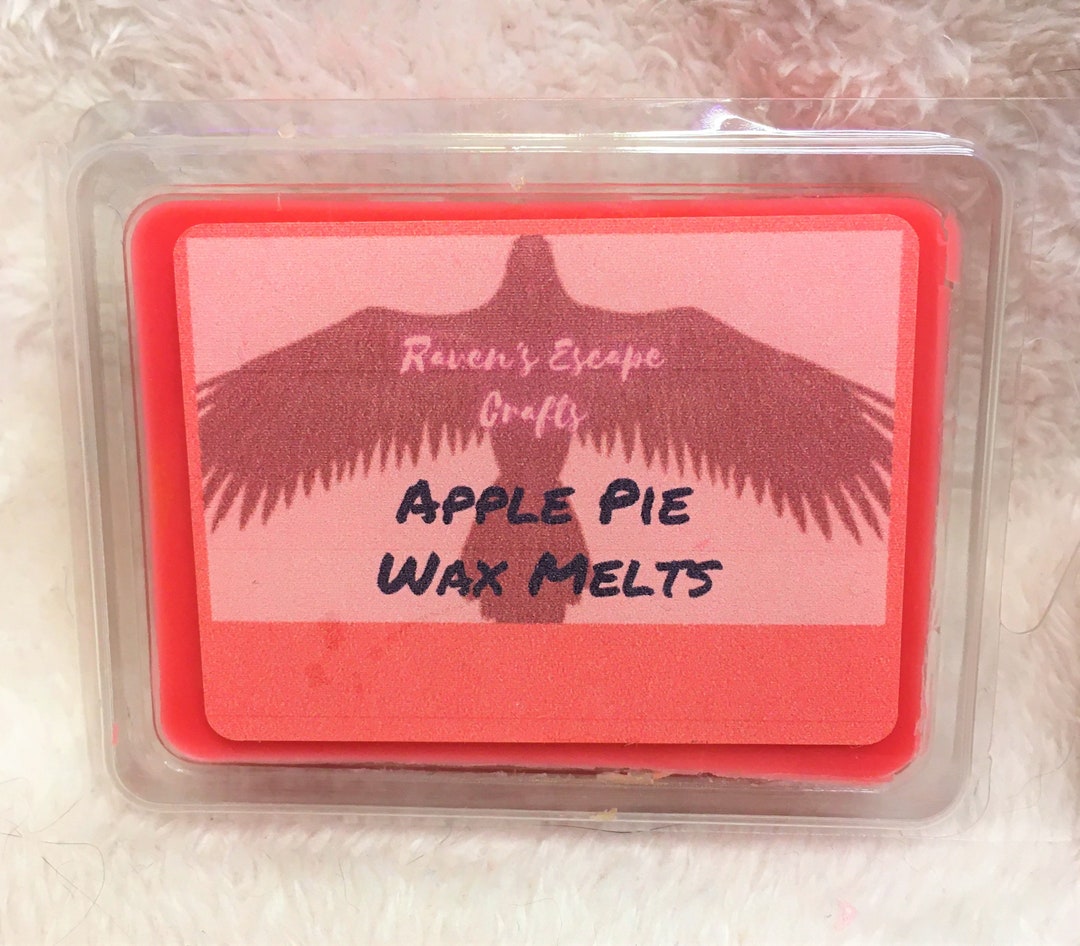 Raven's Escape
Crafts
Apple Pie
Wax Melts